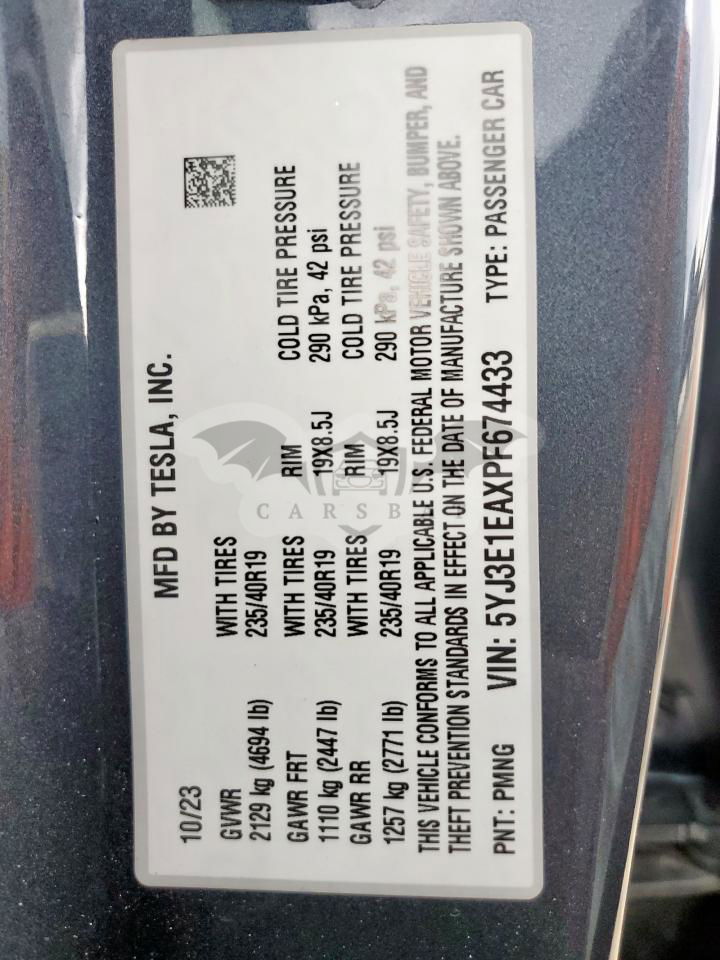 MFD BY TESLA, INC.
10/23
GVWR WITH TIRES
2129 kg (4694 lb) 235/40R19
GAWR FRT WITH TIRES RIM COLD TIRE PRESSURE
1110 kg (2447 lb) 235/40R19 19X8.5J 290 kPa, 42 psi
GAWR RR WITH TIRES RIM COLD TIRE PRESSURE
1257 kg (2771 lb) 235/40R19 19X8.5J 290 kPa, 42 psi
THIS VEHICLE CONFORMS TO ALL APPLICABLE U.S. FEDERAL MOTOR VEHICLE SAFETY, BUMPER, AND
THEFT PREVENTION STANDARDS IN EFFECT ON THE DATE OF MANUFACTURE SHOWN ABOVE.
PNT: PMNG VIN: 5YJ3E1EAXPF674433 TYPE: PASSENGER CAR